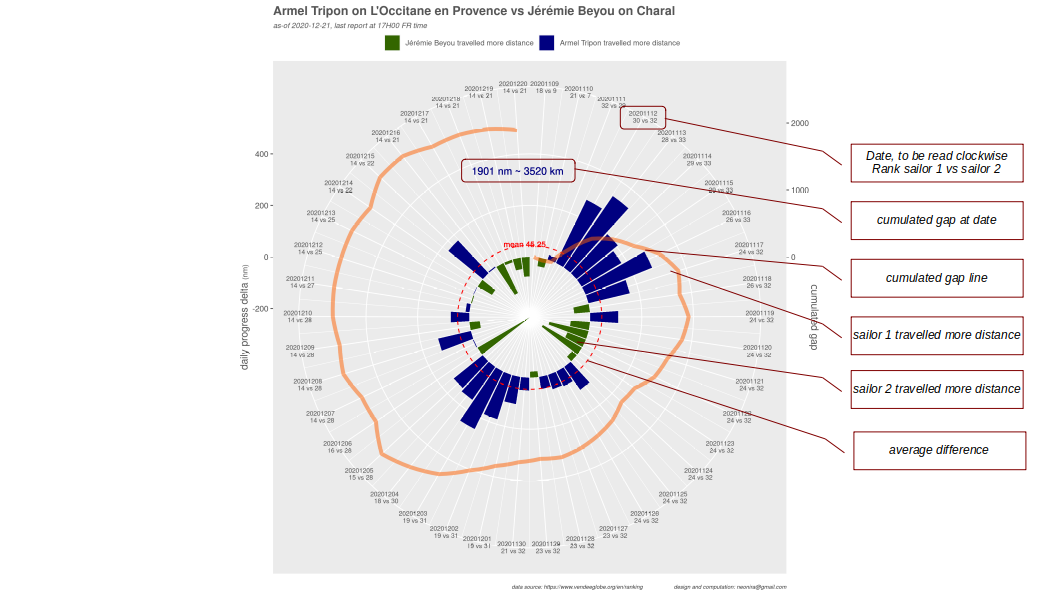 Armel Tripon on L'Occitane en Provence vs Jérémie Beyou on Charal
as-of 2020-12-21, last report at 17H00 FR time
Jérémie Beyou travelled more distance
Armel Tripon travelled more distance
20201109
18 vs 9
20201110
21 vs 7
20201111
32 vs
20201112
30 vs 32
20201113
28 vs 33
20201114
29 vs 33
20201115
29 vs 33
20201116
26 vs 33
20201117
24 vs 32
20201118
26 vs 32
20201119
24 vs 32
20201120
24 vs 32
20201121
24 vs 32
20201122
24 vs 32
20201123
24 vs 32
20201124
24 vs 32
20201125
24 vs 32
20201126
24 vs 32
20201127
23 vs 32
20201128
23 vs 32
20201129
23 vs 32
20201130
21 vs 32
20201201
19 vs 31
20201202
19 vs 31
20201203
19 vs 31
20201204
18 vs 30
20201205
15 vs 28
20201206
16 vs 28
20201207
14 vs 28
20201208
14 vs 28
20201209
14 vs 28
20201210
14 vs 28
20201211
14 vs 27
20201212
14 vs 25
20201213
14 vs 25
20201214
14 vs 22
20201215
14 vs 22
20201216
14 vs 21
20201217
14 vs 21
20201218
14 vs 21
20201219
14 vs 21
20201220
14 vs 21
1901 nm ~ 3520 km
mean 46.25
400
200
0
-200
daily progress delta (nm)
2000
1000
0
cumulated gap
Date, to be read clockwise
Rank sailor 1 vs sailor 2
cumulated gap at date
cumulated gap line
sailor 1 travelled more distance
sailor 2 travelled more distance
average difference
data source: https://www.vendeeglobe.org/en/ranking
design and computation: neonira@gmail.com